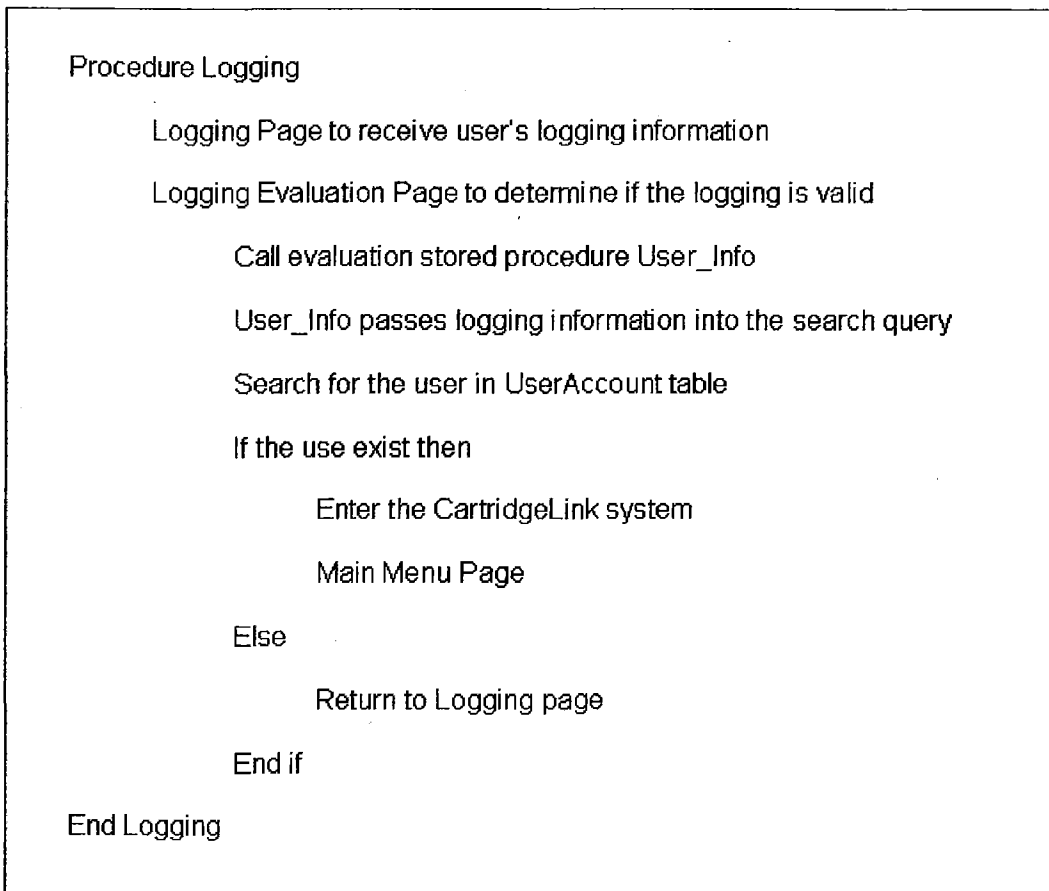 Procedure Logging
Logging Page to receive user's logging information
Logging Evaluation Page to determine if the logging is valid
Call evaluation stored procedure User_Info
User_Info passes logging information into the search query
Search for the user in UserAccount table
If the use exist then
Enter the CartridgeLink system
Main Menu Page
Else
Return to Logging page
End if
End Logging